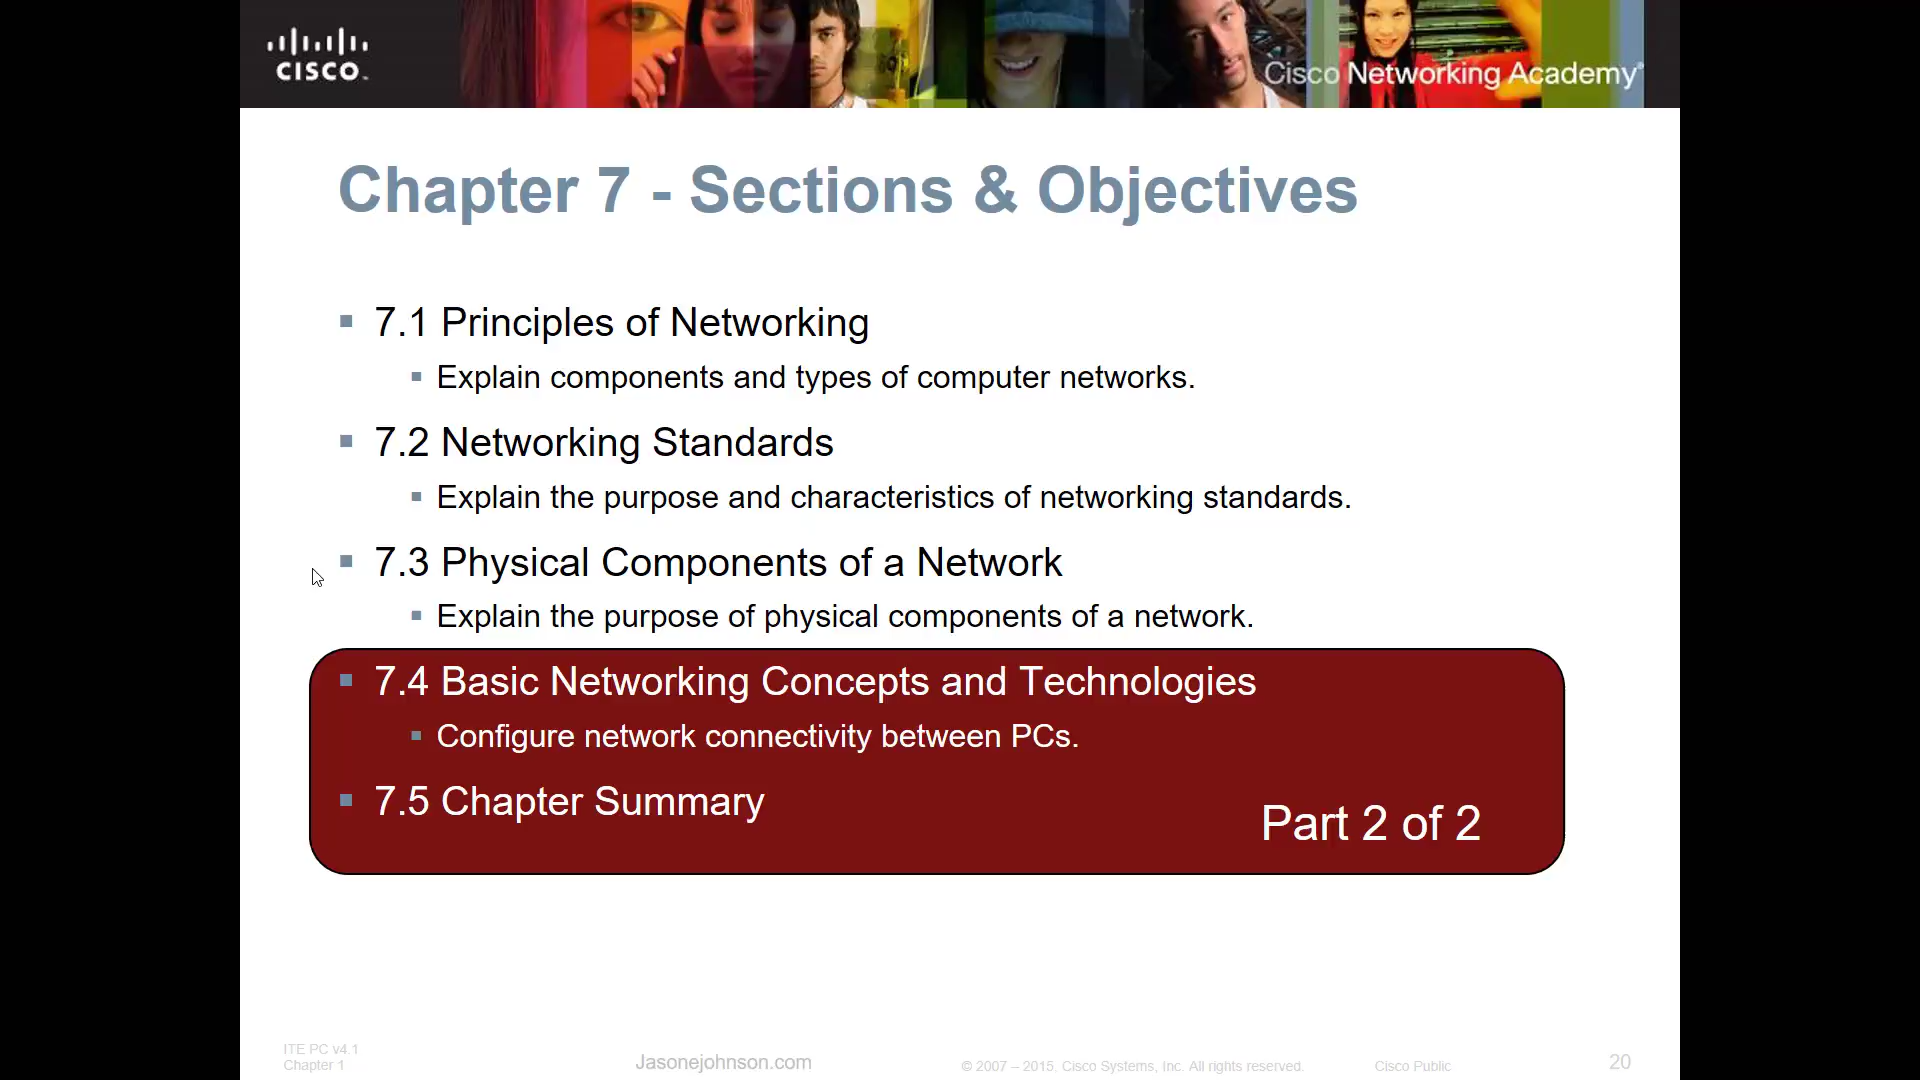 CISCO
Cisco Networking Academy
Chapter 7 - Sections & Objectives
7.1 Principles of Networking
Explain components and types of computer networks.
7.2 Networking Standards
Explain the purpose and characteristics of networking standards.
7.3 Physical Components of a Network
Explain the purpose of physical components of a network.
7.4 Basic Networking Concepts and Technologies
Configure network connectivity between PCs.
7.5 Chapter Summary
Part 2 of 2
ITE PC v4.1
Chapter 1
Jasonejohnson.com
© 2007 – 2015, Cisco Systems, Inc. All rights reserved.
Cisco Public
20